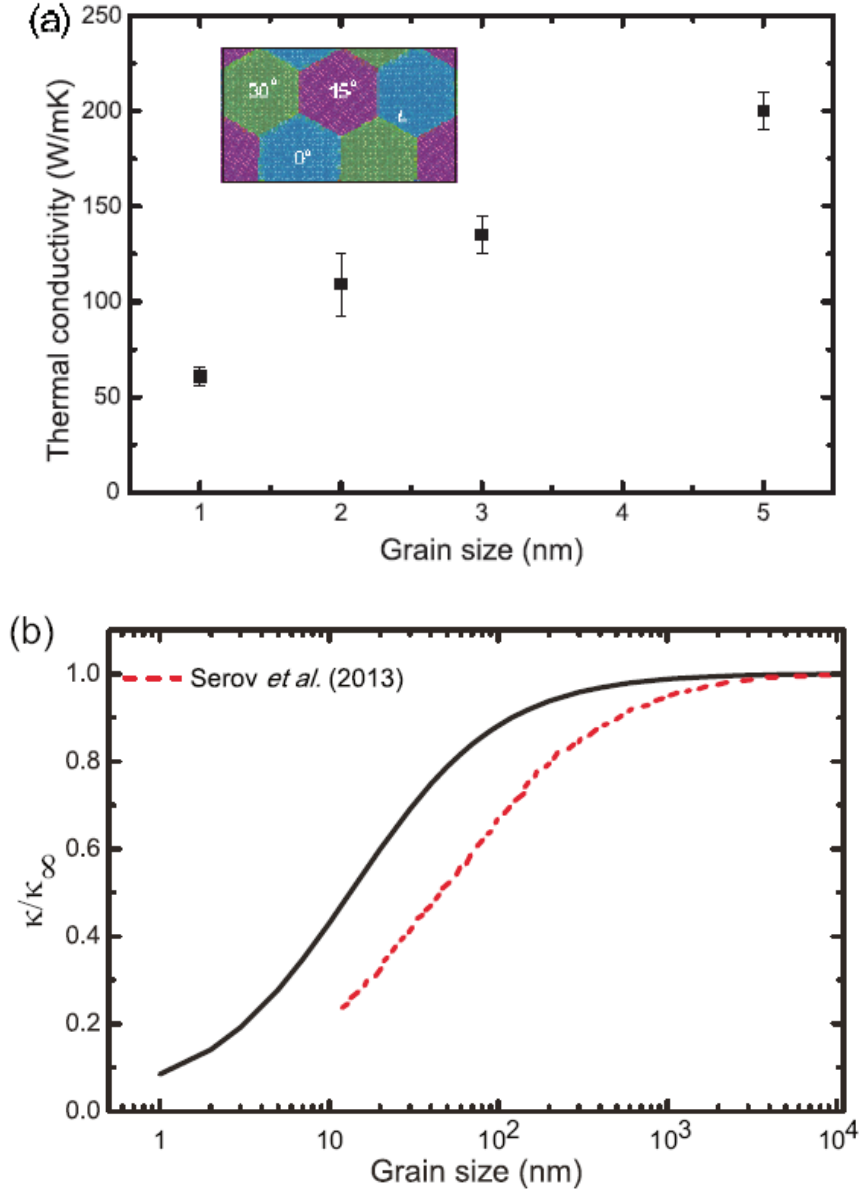 (a)
250
200
150
100
50
0
Thermal conductivity (W/mK)
30°
15°
L
0°
1 2 3 4 5
Grain size (nm)
(b)
1.0
0.8
0.6
0.4
0.2
0.0
κ/κ∞
Serov et al. (2013)
1 10 10² 10³ 10⁴
Grain size (nm)